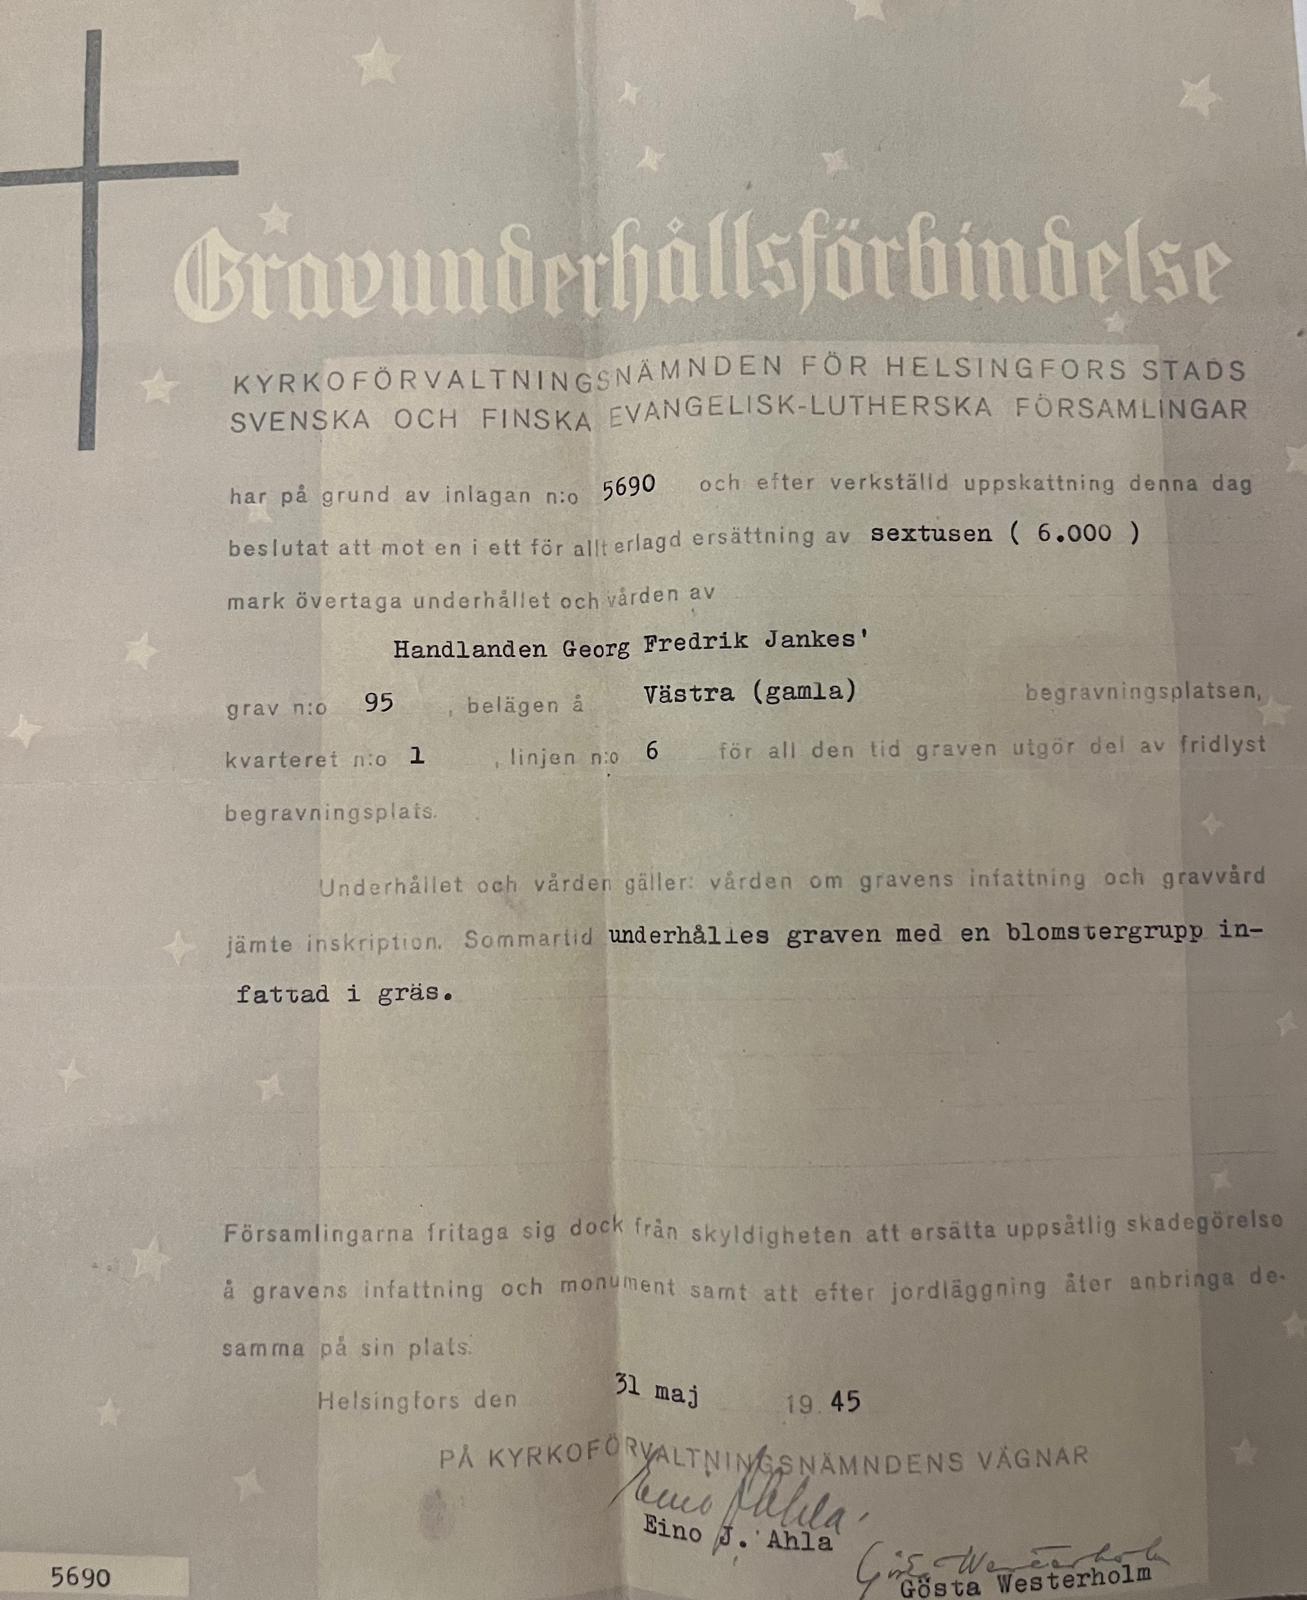 Gravunderhållsförbindelse
KYRKOFÖRVALTNINGSNÄMNDEN FÖR HELSINGFORS STADS
SVENSKA OCH FINSKA EVANGELISK-LUTHERSKA FÖRSAMLINGAR
har på grund av inlagan n:o 5690 och efter verkställd uppskattning denna dag
beslutat att mot en i ett för allt erlagd ersättning av sextusen ( 6.000 )
mark övertaga underhållet och vården av
Handlanden Georg Fredrik Jankes'
grav n:o 95 , belägen å Västra (gamla) begravningsplatsen,
kvarteret n:o 1 , linjen n:o 6 för all den tid graven utgör del av fridlyst
begravningsplats.
Underhållet och vården gäller: vården om gravens infattning och gravvård
jämte inskription. Sommartid underhålles graven med en blomstergrupp in-
fattad i gräs.
Församlingarna fritaga sig dock från skyldigheten att ersätta uppsåtlig skadegörelse
å gravens infattning och monument samt att efter jordläggning åter anbringa de-
samma på sin plats.
Helsingfors den 31 maj 19 45
PÅ KYRKOFÖRVALTNINGSNÄMNDENS VÄGNAR
Eino J. Ahla
Eino J. Ahla
Gösta Westerholm
Gösta Westerholm
5690